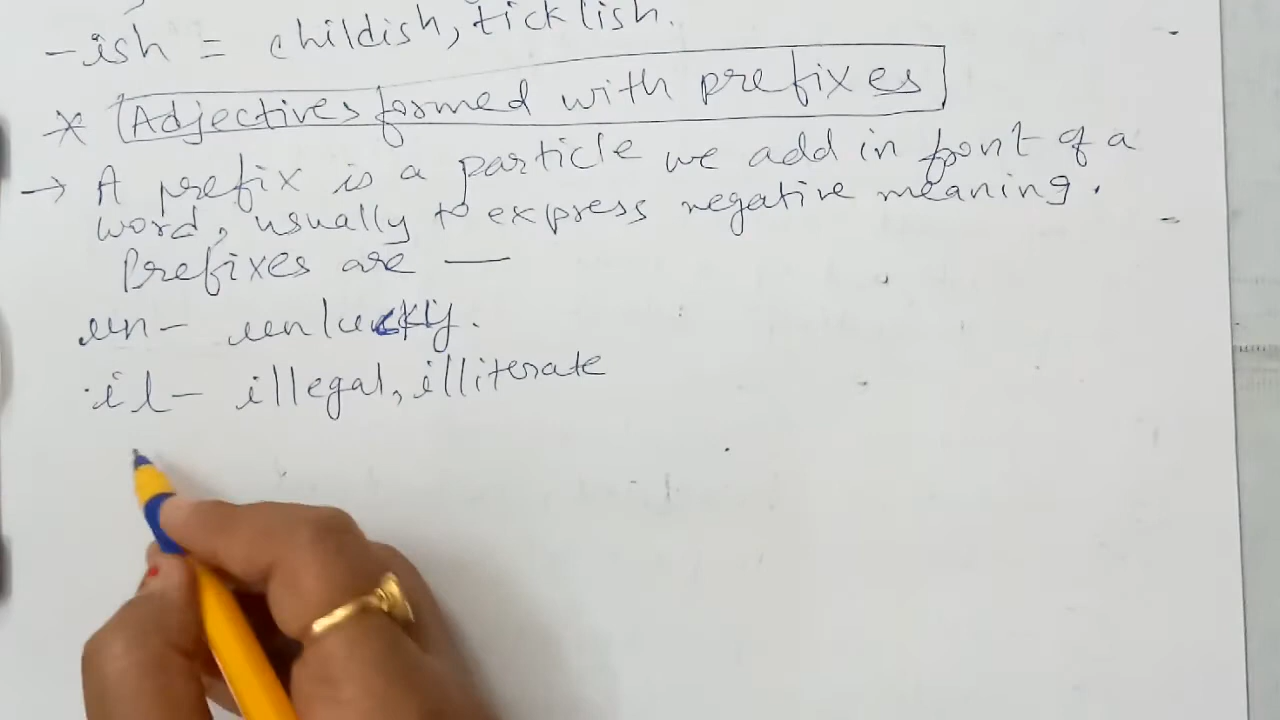 -ish = childish, ticklish.
* Adjectives formed with prefixes
→ A prefix is a particle we add in front of a
word, usually to express negative meaning.
Prefixes are —
un- unlucky.
il- illegal, illiterate